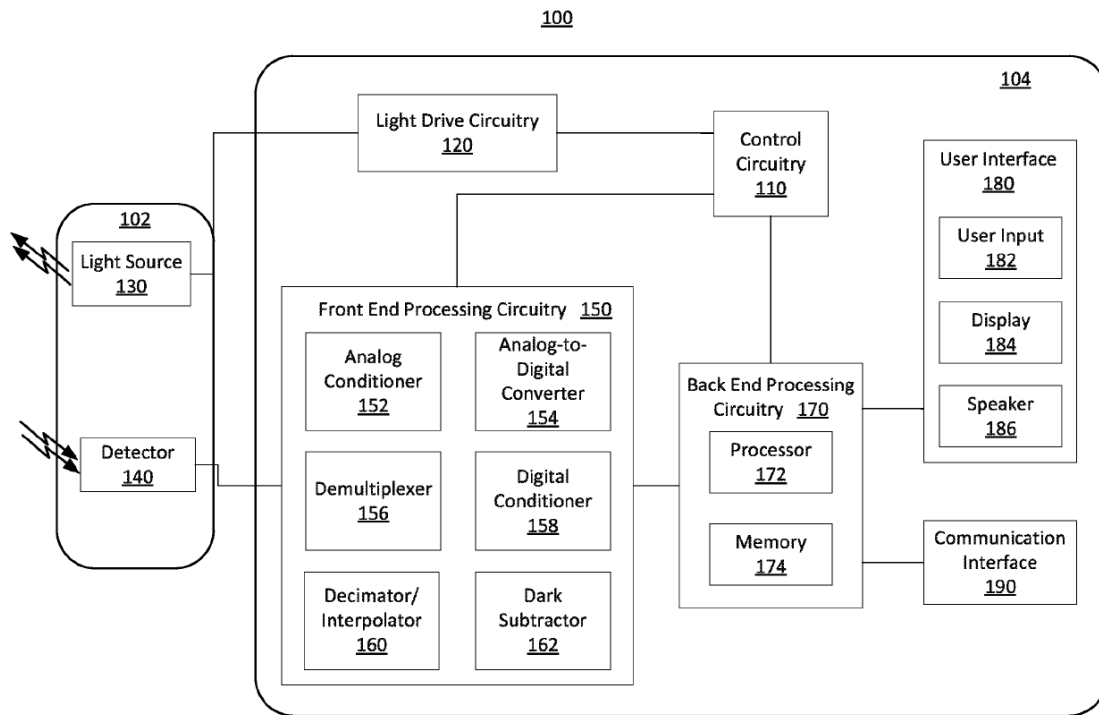 100
104
Light Drive Circuitry
120
Control
Circuitry
110
User Interface
180
User Input
182
Display
184
Speaker
186
102
Light Source
130
Detector
140
Front End Processing Circuitry 150
Analog
Conditioner
152
Analog-to-
Digital
Converter
154
Demultiplexer
156
Digital
Conditioner
158
Decimator/
Interpolator
160
Dark
Subtractor
162
Back End Processing
Circuitry 170
Processor
172
Memory
174
Communication
Interface
190